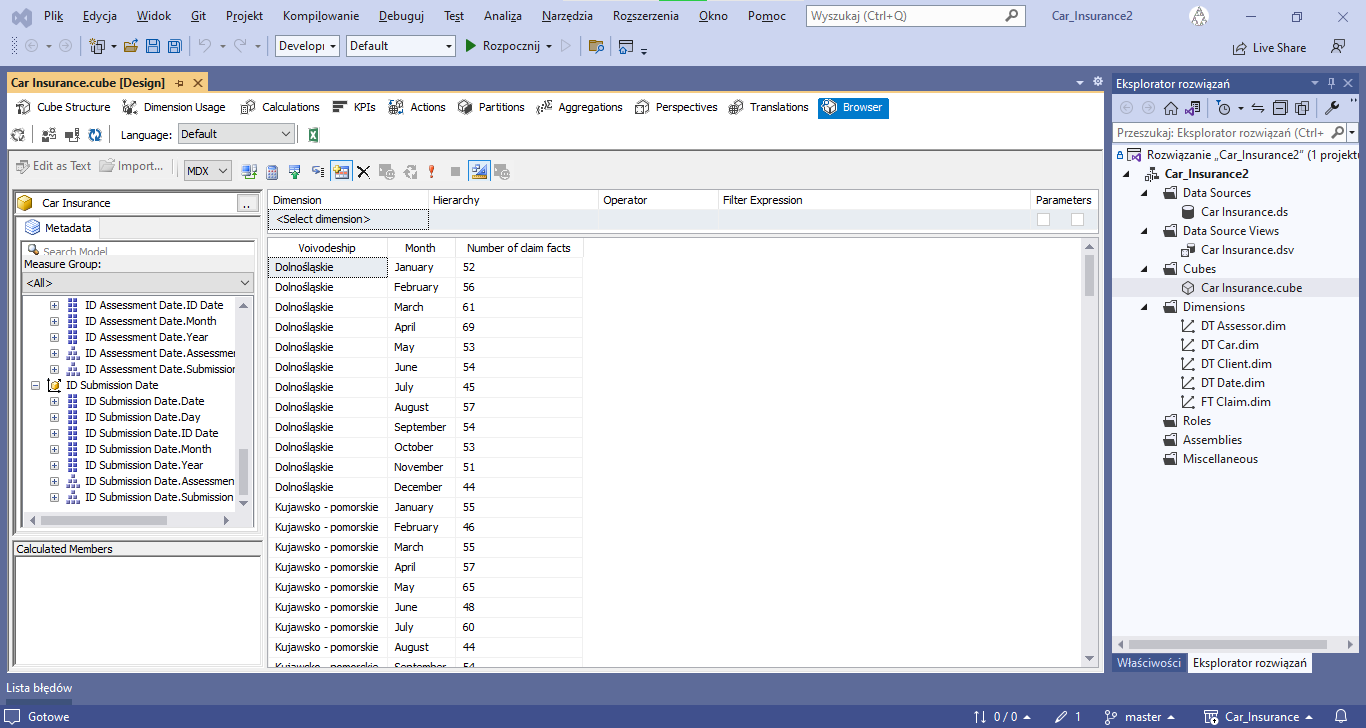 Plik Edycja Widok Git Projekt Kompilowanie Debuguj Test Analiza Narzędzia Rozszerzenia Okno Pomoc Wyszukaj (Ctrl+Q) Car_Insurance2
Developı Default Rozpocznij Live Share
Car Insurance.cube [Design]
Cube Structure Dimension Usage Calculations KPIs Actions Partitions Aggregations Perspectives Translations Browser
Language: Default
Edit as Text Import... MDX
Car Insurance ..
Metadata
Search Model
Measure Group:
<All>
ID Assessment Date.ID Date
ID Assessment Date.Month
ID Assessment Date.Year
ID Assessment Date.Assessme
ID Assessment Date.Submission
ID Submission Date
ID Submission Date.Date
ID Submission Date.Day
ID Submission Date.ID Date
ID Submission Date.Month
ID Submission Date.Year
ID Submission Date.Assessmen
ID Submission Date.Submission
Calculated Members
Dimension Hierarchy Operator Filter Expression Parameters
<Select dimension>
Voivodeship Month Number of claim facts
Dolnośląskie January 52
Dolnośląskie February 56
Dolnośląskie March 61
Dolnośląskie April 69
Dolnośląskie May 53
Dolnośląskie June 54
Dolnośląskie July 45
Dolnośląskie August 57
Dolnośląskie September 54
Dolnośląskie October 53
Dolnośląskie November 51
Dolnośląskie December 44
Kujawsko - pomorskie January 55
Kujawsko - pomorskie February 46
Kujawsko - pomorskie March 55
Kujawsko - pomorskie April 57
Kujawsko - pomorskie May 65
Kujawsko - pomorskie June 48
Kujawsko - pomorskie July 60
Kujawsko - pomorskie August 44
Kujawsko - pomorskie September 54
Eksplorator rozwiązań
Przeszukaj: Eksplorator rozwiązań (Ctrl+
Rozwiązanie „Car_Insurance2” (1 projektu
Car_Insurance2
Data Sources
Car Insurance.ds
Data Source Views
Car Insurance.dsv
Cubes
Car Insurance.cube
Dimensions
DT Assessor.dim
DT Car.dim
DT Client.dim
DT Date.dim
FT Claim.dim
Roles
Assemblies
Miscellaneous
Właściwości Eksplorator rozwiązań
Lista błędów
Gotowe 0 / 0 1 master Car_Insurance